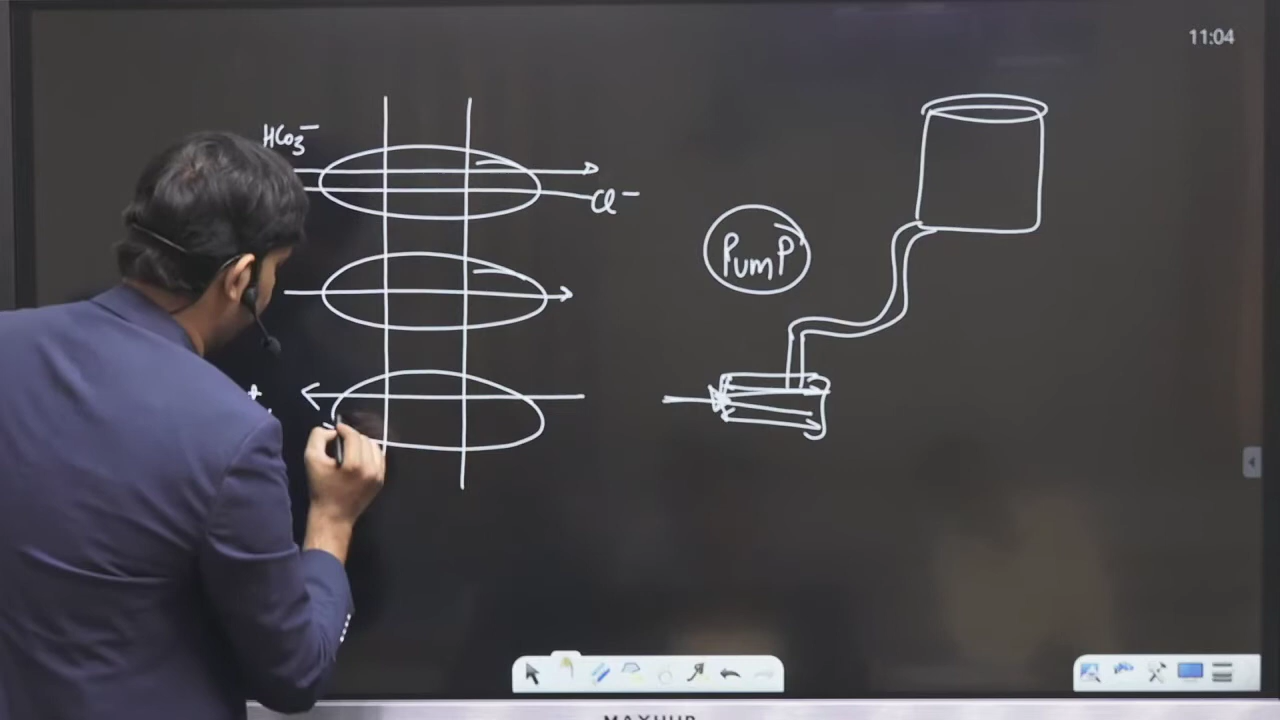 11:04
HCO3⁻
Cl⁻
PumP
+